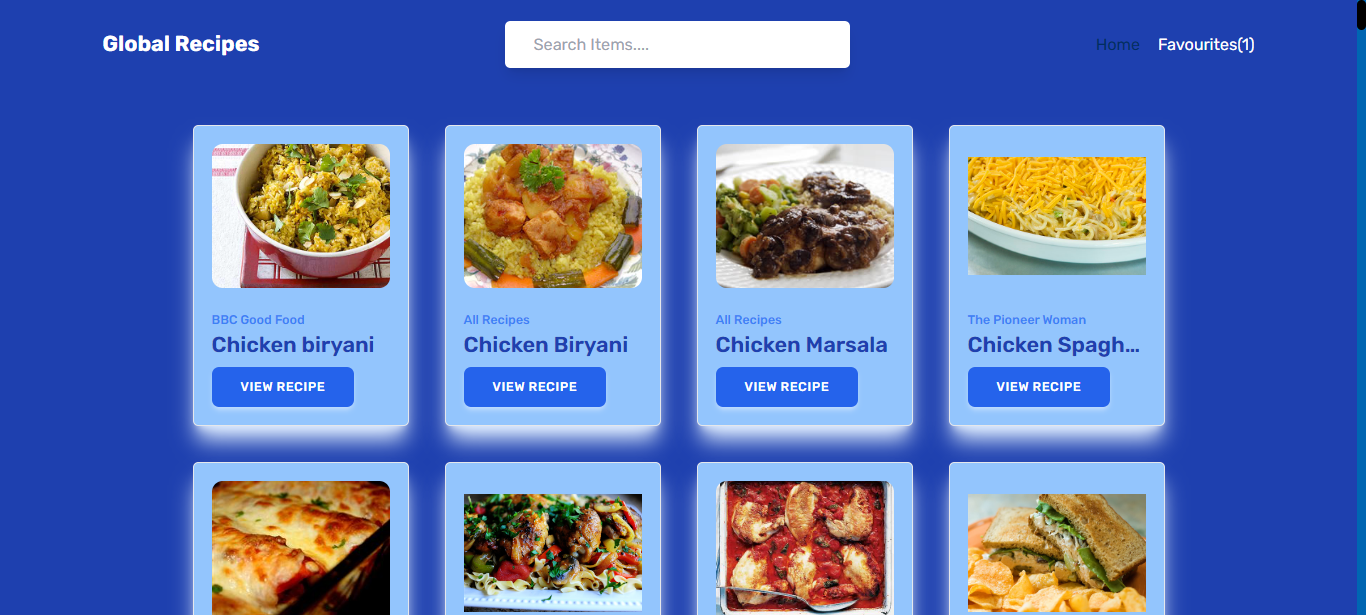 Global Recipes
Search Items....
Home
Favourites(1)
BBC Good Food
Chicken biryani
VIEW RECIPE
All Recipes
Chicken Biryani
VIEW RECIPE
All Recipes
Chicken Marsala
VIEW RECIPE
The Pioneer Woman
Chicken Spagh...
VIEW RECIPE